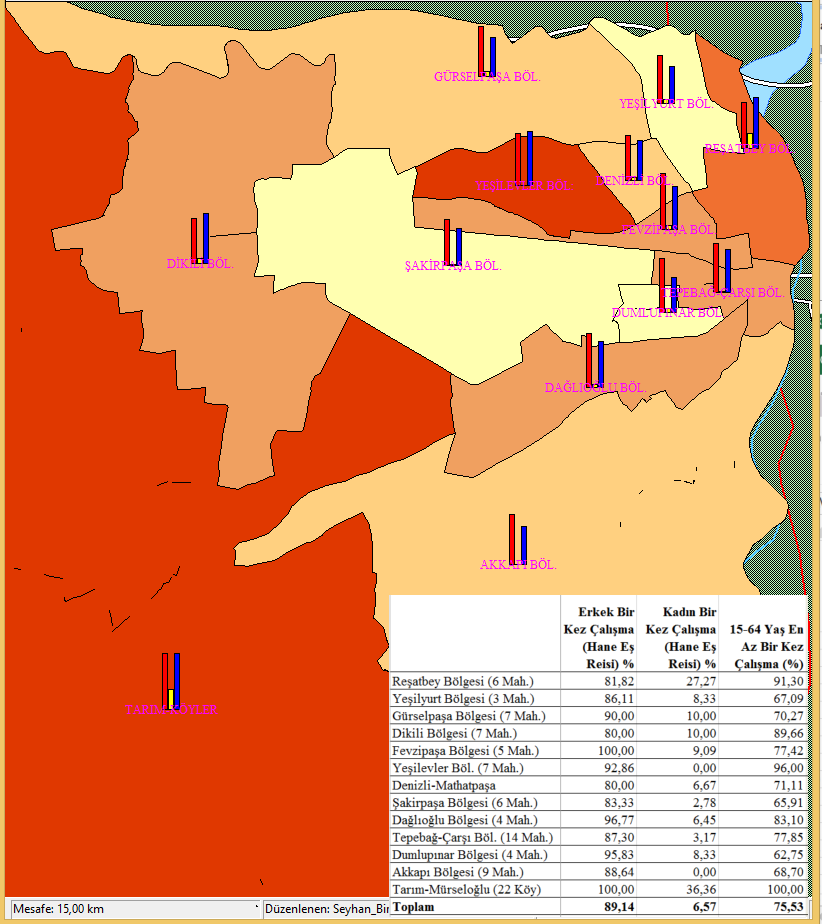 GÜRSELPAŞA BÖL.
YEŞİLYURT BÖL.
REŞATBEY BÖL.
YEŞİLEVLER BÖL.
DENİZLİ BÖL.
FEVZİPAŞA BÖL.
DİKİLİ BÖL.
ŞAKİRPAŞA BÖL.
TEPEBAĞ-ÇARŞI BÖL.
DUMLUPINAR BÖL.
DAĞLIOĞLU BÖL.
AKKAPI BÖL.
Erkek Bir Kez Çalışma (Hane Eş Reisi) % Kadın Bir Kez Çalışma (Hane Eş Reisi) % 15-64 Yaş En Az Bir Kez Çalışma (%)
Reşatbey Bölgesi (6 Mah.) 81,82 27,27 91,30
Yeşilyurt Bölgesi (3 Mah.) 86,11 8,33 67,09
Gürselpaşa Bölgesi (7 Mah.) 90,00 10,00 70,27
Dikili Bölgesi (7 Mah.) 80,00 10,00 89,66
Fevzipaşa Bölgesi (5 Mah.) 100,00 9,09 77,42
Yeşilevler Böl. (7 Mah.) 92,86 0,00 96,00
Denizli-Mathatpaşa 80,00 6,67 71,11
Şakirpaşa Bölgesi (6 Mah.) 83,33 2,78 65,91
Dağlıoğlu Bölgesi (4 Mah.) 96,77 6,45 83,10
Tepebağ-Çarşı Böl. (14 Mah.) 87,30 3,17 77,85
Dumlupınar Bölgesi (4 Mah.) 95,83 8,33 62,75
Akkapı Bölgesi (9 Mah.) 88,64 0,00 68,70
Tarım-Mürseloğlu (22 Köy) 100,00 36,36 100,00
Toplam 89,14 6,57 75,53
Mesafe: 15,00 km Düzenlenen: Seyhan_Bir